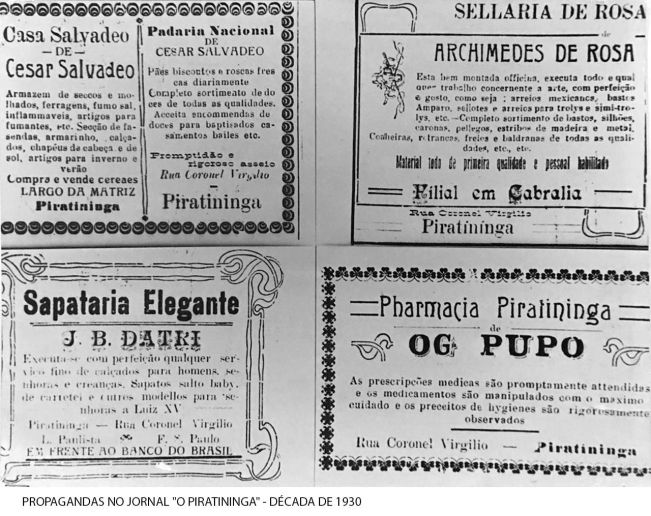 Casa Salvadeo
— DE —
Cesar Salvadeo
Armazem de seccos e mo-
lhados, ferragens, fumo sal,
inflammaveis, artigos para
fumantes, etc. Secção de fa-
sendas, armarinho, calça-
dos, chapéus de cabeça e de
sol, artigos para inverno e
verão
Compra e vende cereaes
LARGO DA MATRIZ
Piratininga
Padaria Nacional
DE
CESAR SALVADEO
Pães biscoutos e roscas fres
cas diariamente
Completo sortimeato de do
ces de todas as qualidades.
Acceita encommendas de
doces para baptisados ca-
samentos bailes etc.
Promptidão e
rigoroso asseio
Rua Coronel Virgilio
— Piratininga
SELLARIA DE ROSA
de
ARCHIMEDES DE ROSA
Esta bem montada officina, executa todo e qual
quer trabalho concernente a arte, com perfeição
e gosto, como seja ; arreios mexicanos, bastos
Amparo, sellotes e arreios para trolys e simi-tro-
lys, etc. — Completo sortimento de bastos, silhões,
caronas, pellegos, estribos de madeira e metal,
Coalheiras, retrancas, freios e baldranas de todas as quali-
dades, etc., etc.
Material todo de primeira qualidade e pessoal habilitado
Filial em Cabralia
Rua Coronel Virgilio
Piratininga
Sapataria Elegante
J. B. DATRI
Executa-se com perfeição qualquer ser-
viço fino de calçados para homens, se-
nhoras e creanças. Sapatos salto baby,
de carretei e outros modellos para se-
nhoras a Luiz XV
Piratininga — Rua Coronel Virgilio
L. Paulista E. S. Paulo
EM FRENTE AO BANCO DO BRASIL
Pharmacia Piratininga
de
OG PUPO
As prescripções medicas são promptamente attendidas
e os medicamentos são manipulados com o maximo
cuidado e os preceitos de hygienes são rigorosamente
observados
Rua Coronel Virgilio — Piratininga
PROPAGANDAS NO JORNAL "O PIRATININGA" - DÉCADA DE 1930